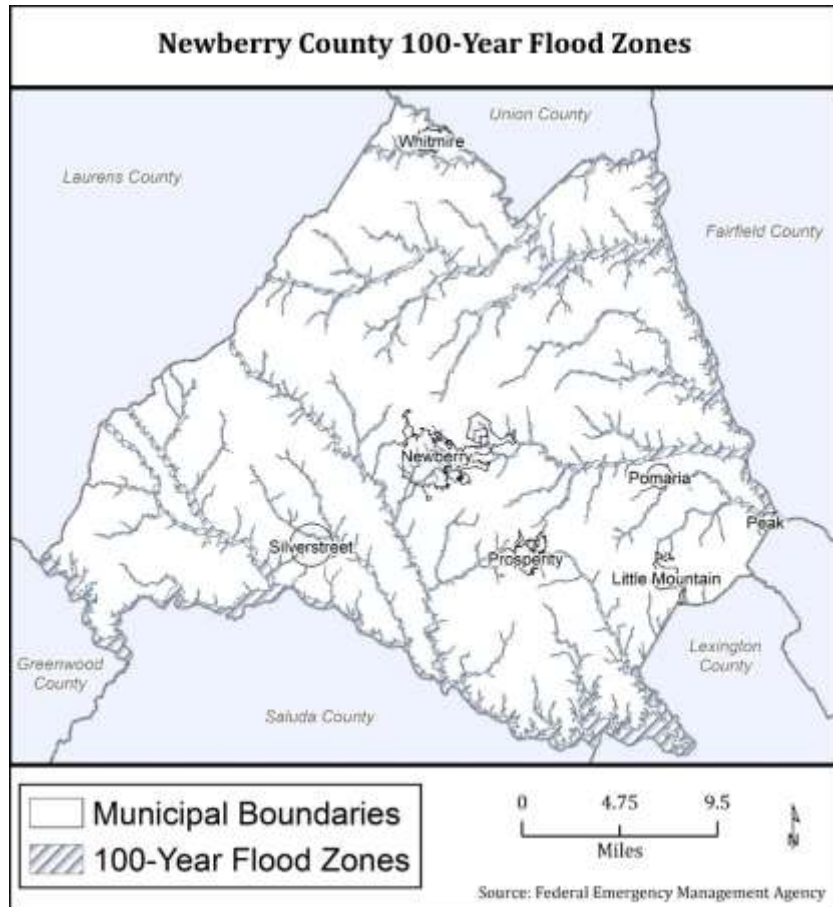 Newberry County 100-Year Flood Zones
Union County
Whitmire
Laurens County
Fairfield County
Newberry
Pomaria
Peak
Silverstreet
Prosperity
Little Mountain
Greenwood
County
Lexington
County
Saluda County
Municipal Boundaries
100-Year Flood Zones
0 4.75 9.5
Miles
N
Source: Federal Emergency Management Agency